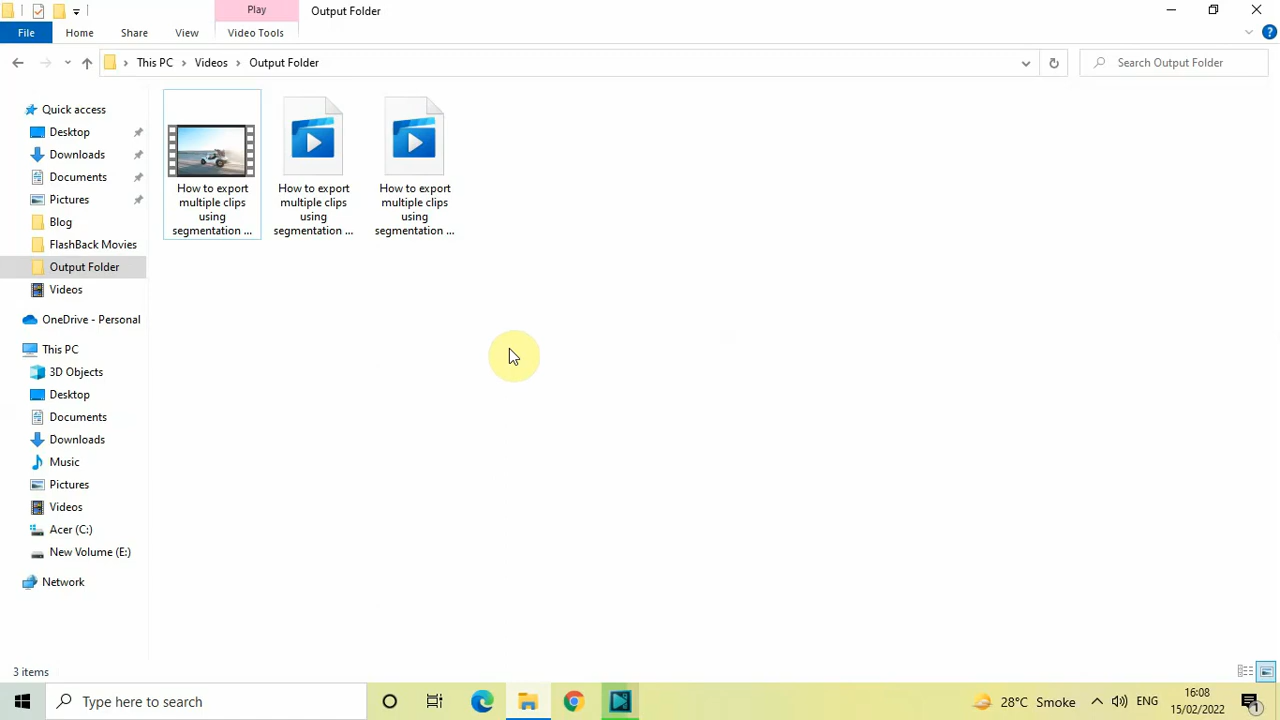 Play
Output Folder
File
Home
Share
View
Video Tools
This PC
Videos
Output Folder
Search Output Folder
Quick access
Desktop
Downloads
Documents
Pictures
Blog
FlashBack Movies
Output Folder
Videos
OneDrive - Personal
This PC
3D Objects
Desktop
Documents
Downloads
Music
Pictures
Videos
Acer (C:)
New Volume (E:)
Network
How to export
multiple clips
using
segmentation ...
How to export
multiple clips
using
segmentation ...
How to export
multiple clips
using
segmentation ...
3 items
Type here to search
28°C Smoke
ENG
16:08
15/02/2022
1